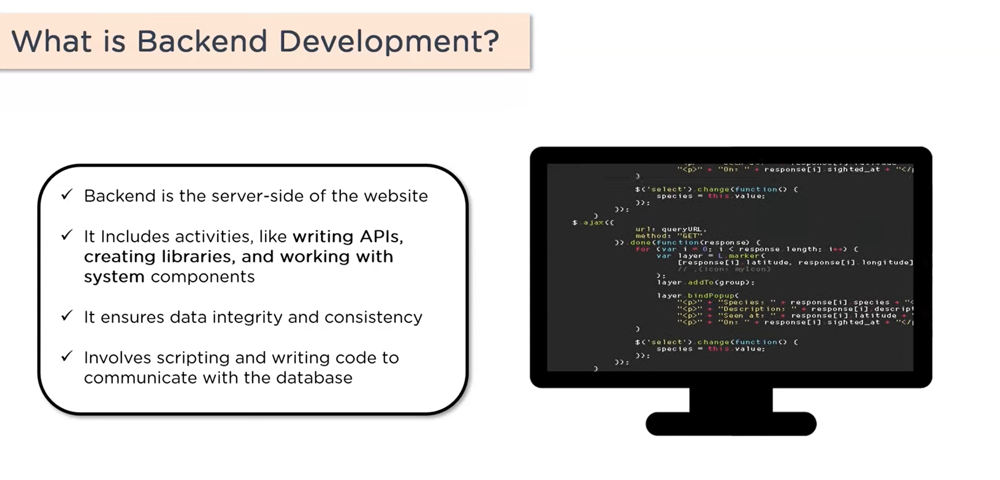 What is Backend Development?
✓ Backend is the server-side of the website
✓ It Includes activities, like writing APIs,
creating libraries, and working with
system components
✓ It ensures data integrity and consistency
✓ Involves scripting and writing code to
communicate with the database
"<p>" + "On: " + response[i].sighted_at + "</
}
$('select').change(function() {
species = this.value;
});
});
}
$.ajax({
url: queryURL,
method: "GET"
}).done(function(response) {
for (var i = 0; i < response.length; i++) {
var layer = L.marker(
[response[i].latitude, response[i].longitude]
// ,{icon: myIcon}
);
layer.addTo(group);
layer.bindPopup(
"<p>" + "Species: " + response[i].species + "<
"<p>" + "Description: " + response[i].descript
"<p>" + "Seen at: " + response[i].latitude +
"<p>" + "On: " + response[i].sighted_at + "</
}
$('select').change(function() {
species = this.value;
});
});
}